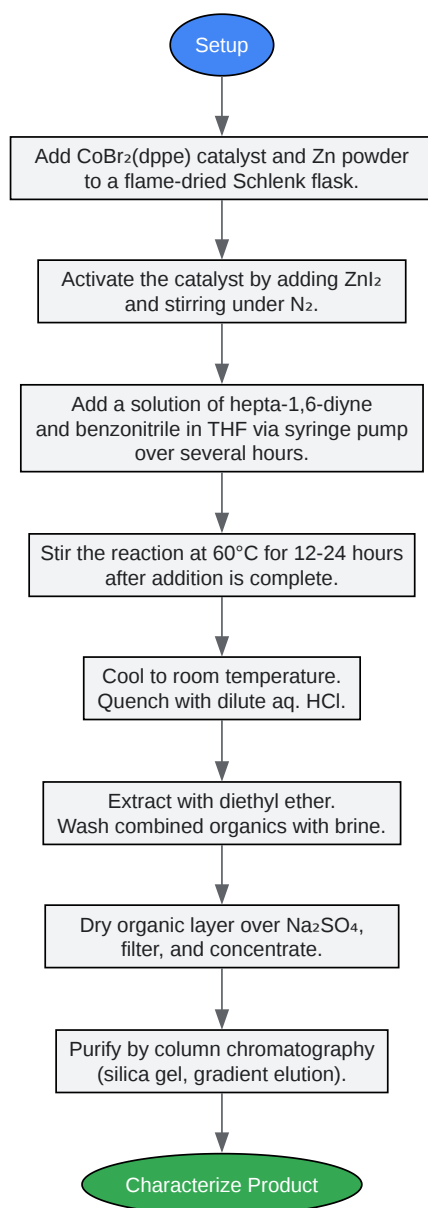 Setup
Add CoBr₂(dppe) catalyst and Zn powder
to a flame-dried Schlenk flask.
Activate the catalyst by adding ZnI₂
and stirring under N₂.
Add a solution of hepta-1,6-diyne
and benzonitrile in THF via syringe pump
over several hours.
Stir the reaction at 60°C for 12-24 hours
after addition is complete.
Cool to room temperature.
Quench with dilute aq. HCl.
Extract with diethyl ether.
Wash combined organics with brine.
Dry organic layer over Na₂SO₄,
filter, and concentrate.
Purify by column chromatography
(silica gel, gradient elution).
Characterize Product